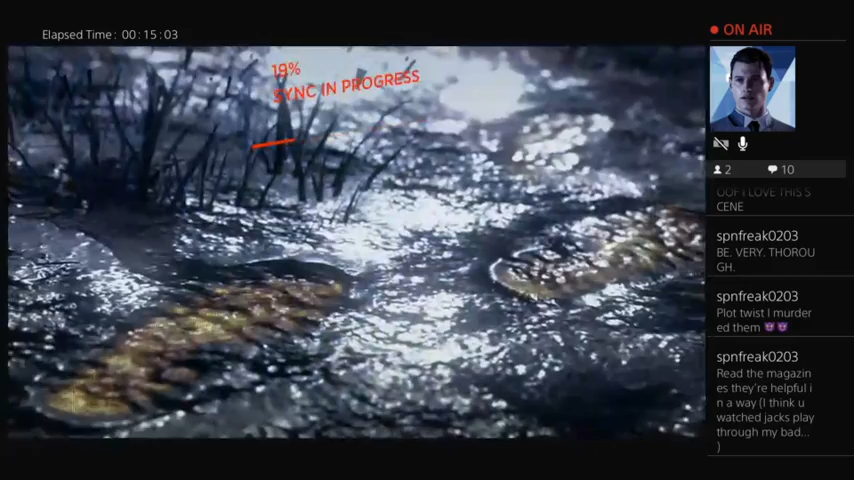 Elapsed Time: 00:15:03
ON AIR
19%
SYNC IN PROGRESS
2
10
OOF I LOVE THIS S
CENE
spnfreak0203
BE. VERY. THOROU
GH.
spnfreak0203
Plot twist I murder
ed them 😈😈
spnfreak0203
Read the magazin
es they're helpful i
n a way (I think u
watched jacks play
through my bad...
)